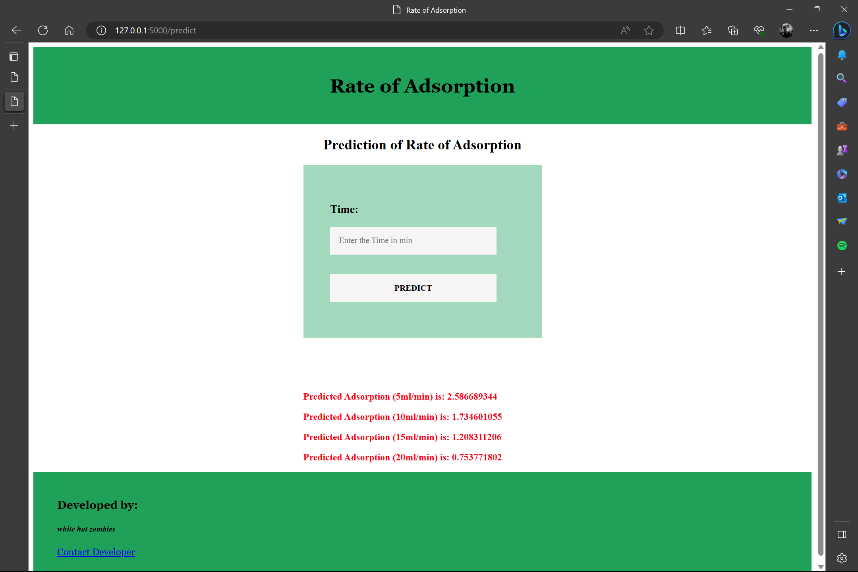 Rate of Adsorption
127.0.0.1:5000/predict
Rate of Adsorption
Prediction of Rate of Adsorption
Time:
Enter the Time in min
PREDICT
Predicted Adsorption (5ml/min) is: 2.586689344
Predicted Adsorption (10ml/min) is: 1.734601055
Predicted Adsorption (15ml/min) is: 1.208311206
Predicted Adsorption (20ml/min) is: 0.753771802
Developed by:
white hat zombies
Contact Developer